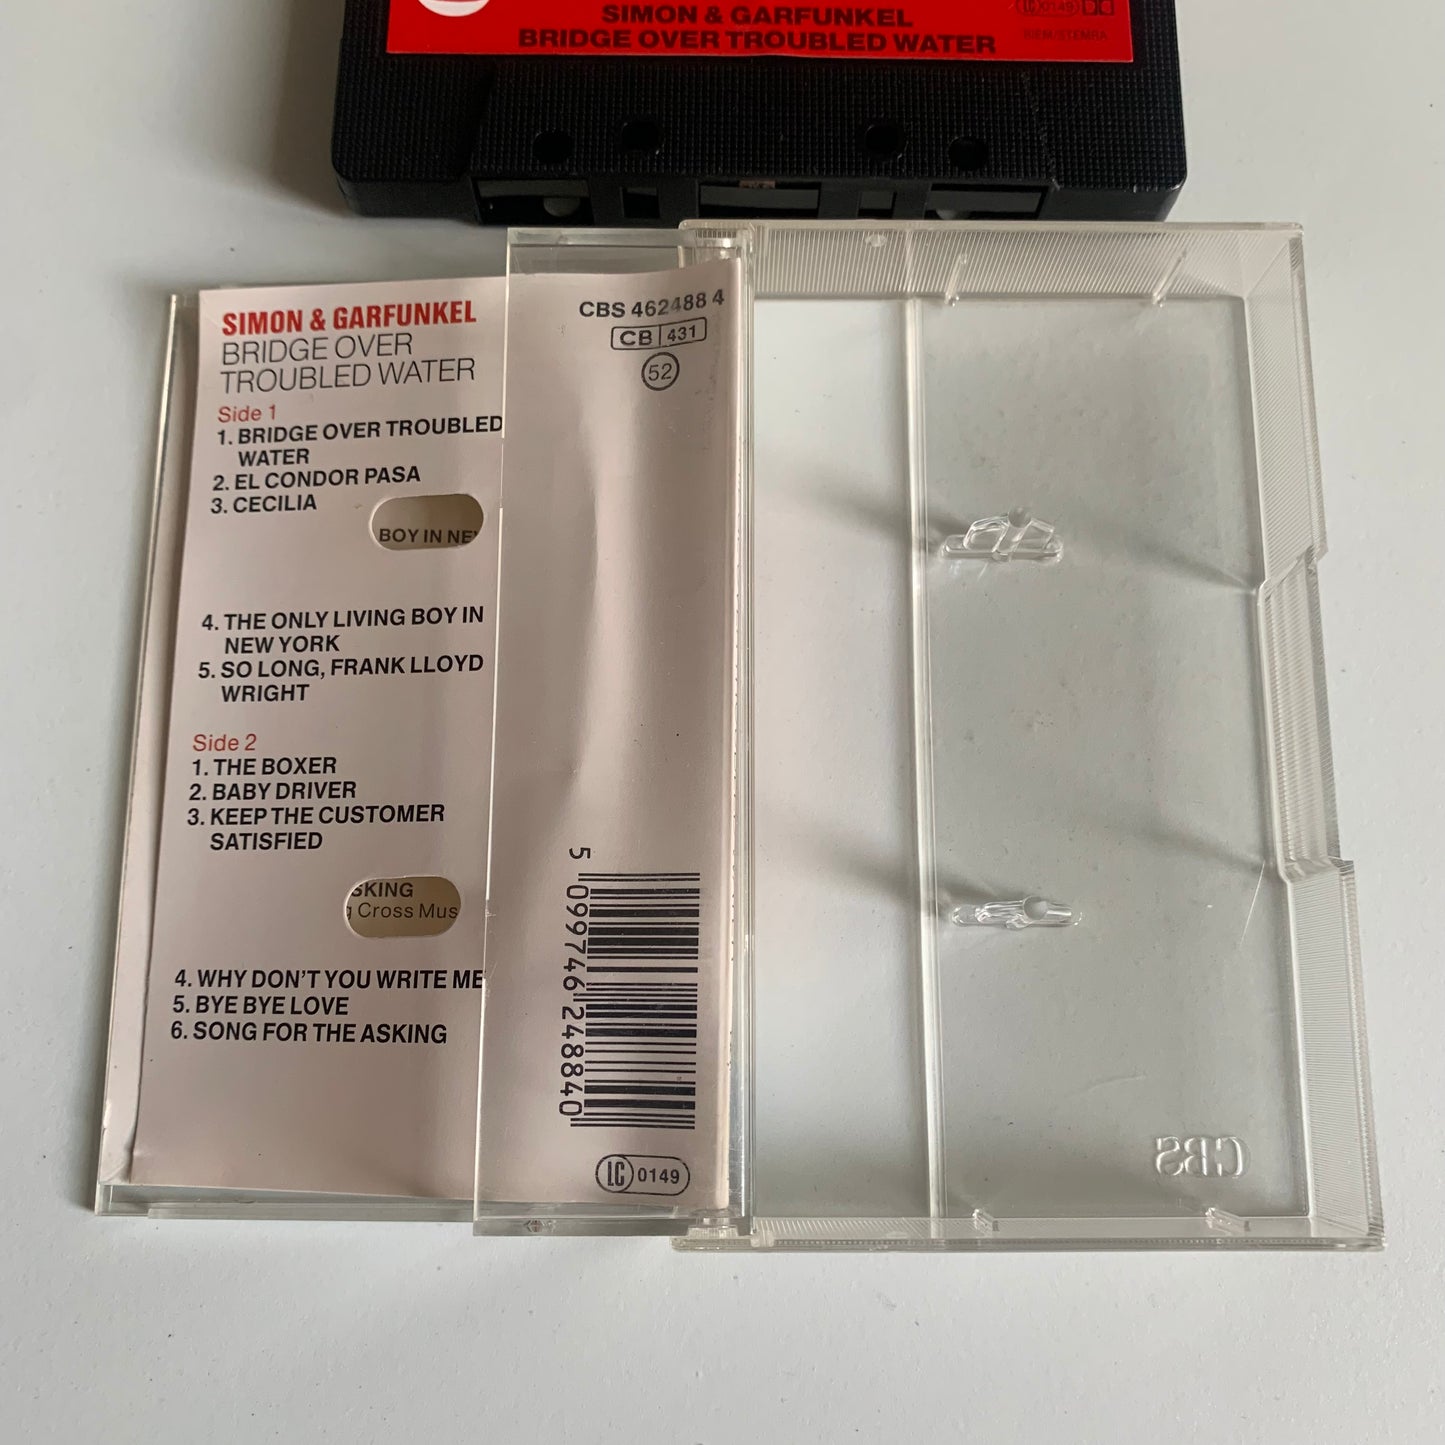 SIMON & GARFUNKEL
BRIDGE OVER TROUBLED WATER
LC 0149
BIEM/STEMRA
SIMON & GARFUNKEL
BRIDGE OVER
TROUBLED WATER
Side 1
1. BRIDGE OVER TROUBLED
WATER
2. EL CONDOR PASA
3. CECILIA
BOY IN NE
4. THE ONLY LIVING BOY IN
NEW YORK
5. SO LONG, FRANK LLOYD
WRIGHT
Side 2
1. THE BOXER
2. BABY DRIVER
3. KEEP THE CUSTOMER
SATISFIED
SKING
g Cross Mus
4. WHY DON'T YOU WRITE ME
5. BYE BYE LOVE
6. SONG FOR THE ASKING
CBS 462488 4
CB 431
52
5 099746 248840
LC 0149
CBS